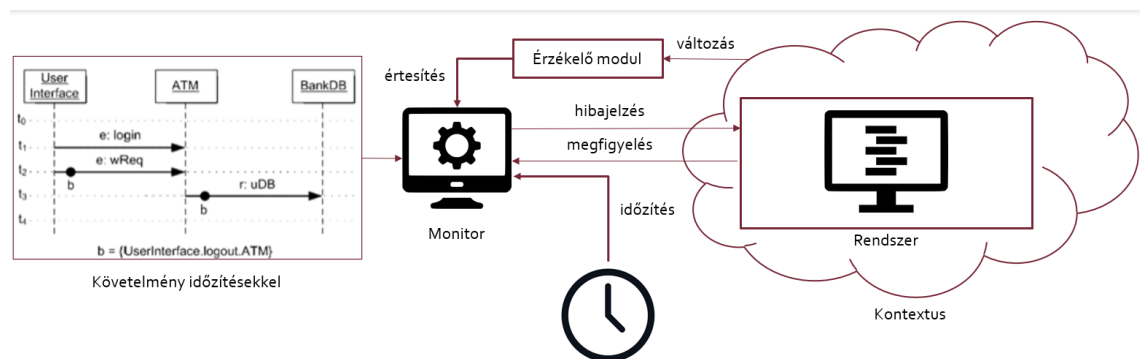 User
Interface
ATM
BankDB
t₀
t₁
e: login
t₂
e: wReq
b
t₃
r: uDB
b
t₄
b = {UserInterface.logout.ATM}
Követelmény időzítésekkel
értesítés
Érzékelő modul
változás
hibajelzés
megfigyelés
időzítés
Monitor
Rendszer
Kontextus